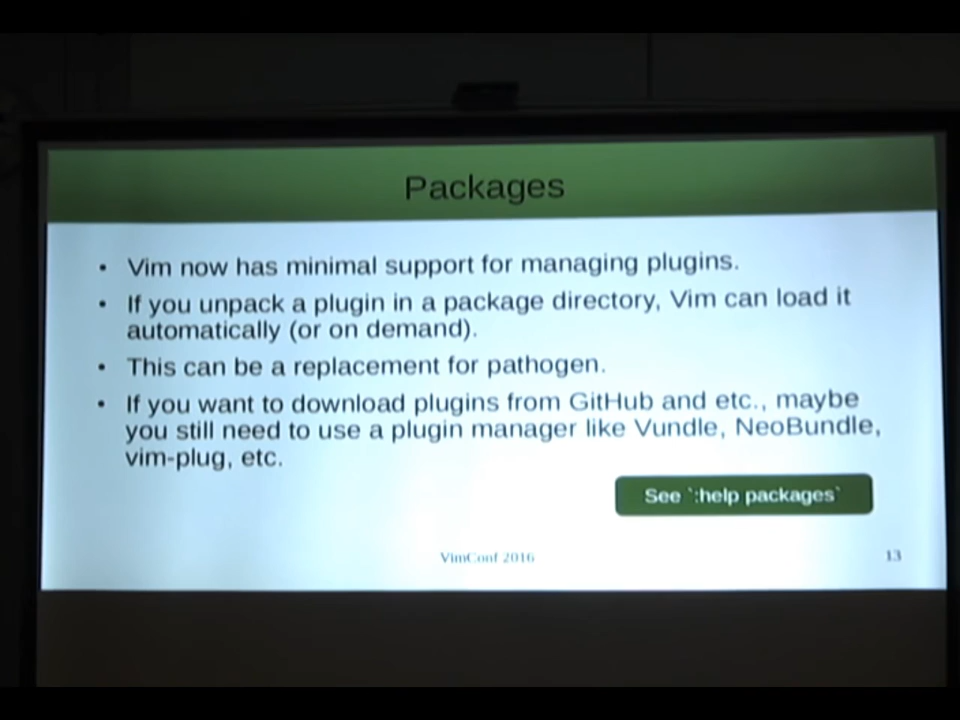 Packages
• Vim now has minimal support for managing plugins.
• If you unpack a plugin in a package directory, Vim can load it
automatically (or on demand).
• This can be a replacement for pathogen.
• If you want to download plugins from GitHub and etc., maybe
you still need to use a plugin manager like Vundle, NeoBundle,
vim-plug, etc.
See `:help packages`
VimConf 2016
13